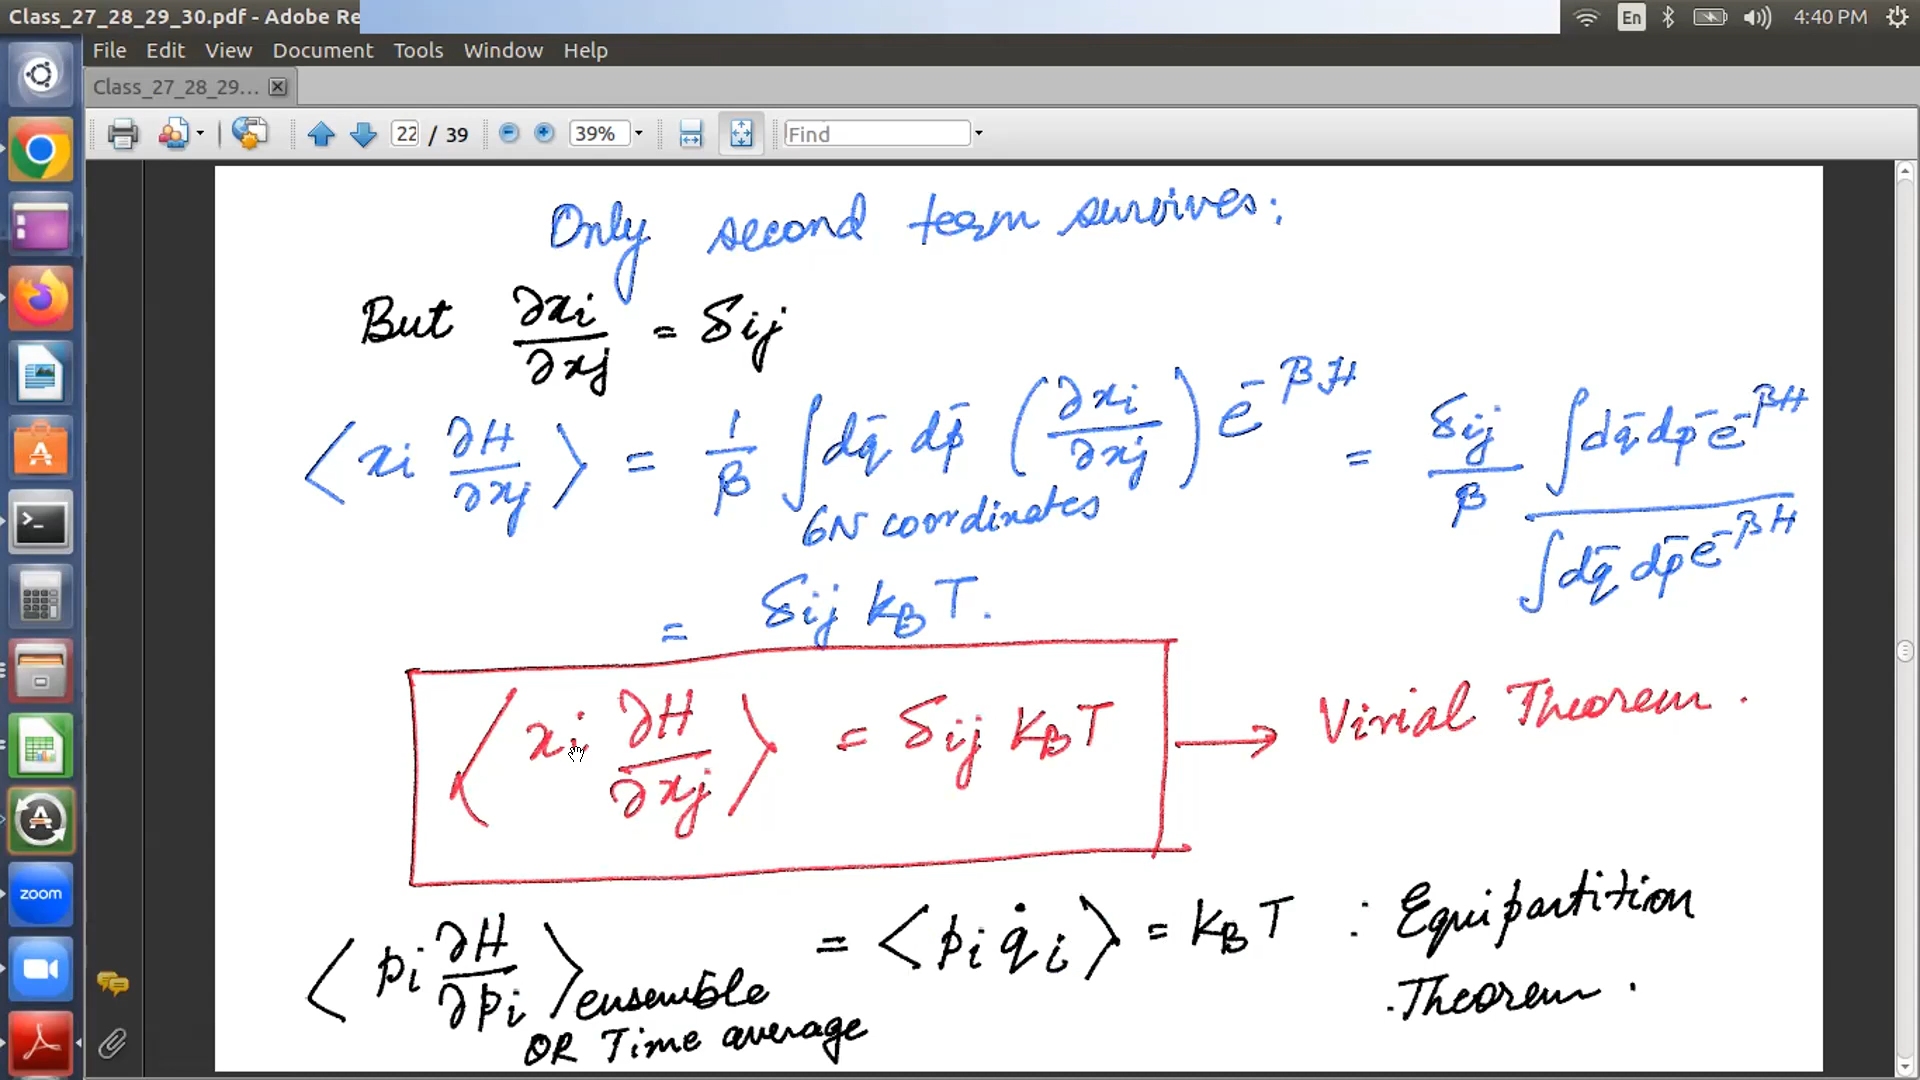 Class_27_28_29_30.pdf - Adobe Re
En
4:40 PM
File Edit View Document Tools Window Help
Class_27_28_29...
22 / 39 39% Find
Only second term survives:
But ∂xi/∂xj = δij
⟨xi ∂H/∂xj⟩ = 1/β ∫dq̄ dp̄ (∂xi/∂xj) e^-βH = δij/β ∫dq̄ dp̄ e^-βH / ∫dq̄ dp̄ e^-βH
6N coordinates
= δij kBT.
⟨xi ∂H/∂xj⟩ = δij KBT → Virial Theorem.
⟨pi ∂H/∂pi⟩ensemble = ⟨pi q̇i⟩ = KBT : Equipartition
OR Time average
Theorem.
zoom